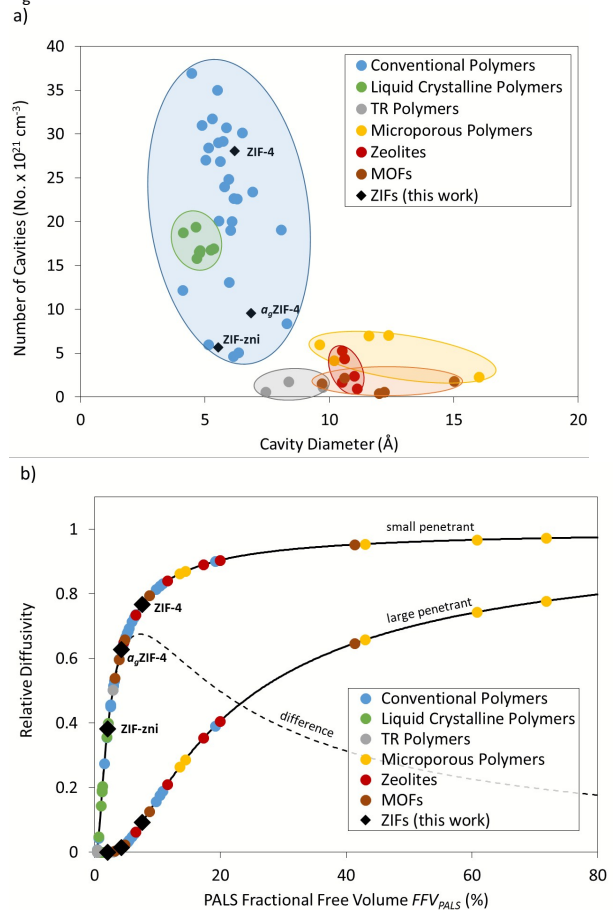 a)
40
35
30
25
20
15
10
5
0
Number of Cavities (No. x 10²¹ cm⁻³)
Conventional Polymers
Liquid Crystalline Polymers
TR Polymers
Microporous Polymers
Zeolites
MOFs
ZIFs (this work)
ZIF-4
agZIF-4
ZIF-zni
0 5 10 15 20
Cavity Diameter (Å)
b)
1
0.8
0.6
0.4
0.2
0
Relative Diffusivity
small penetrant
ZIF-4
large penetrant
agZIF-4
ZIF-zni
difference
Conventional Polymers
Liquid Crystalline Polymers
TR Polymers
Microporous Polymers
Zeolites
MOFs
ZIFs (this work)
0 20 40 60 80
PALS Fractional Free Volume FFV_PALS (%)